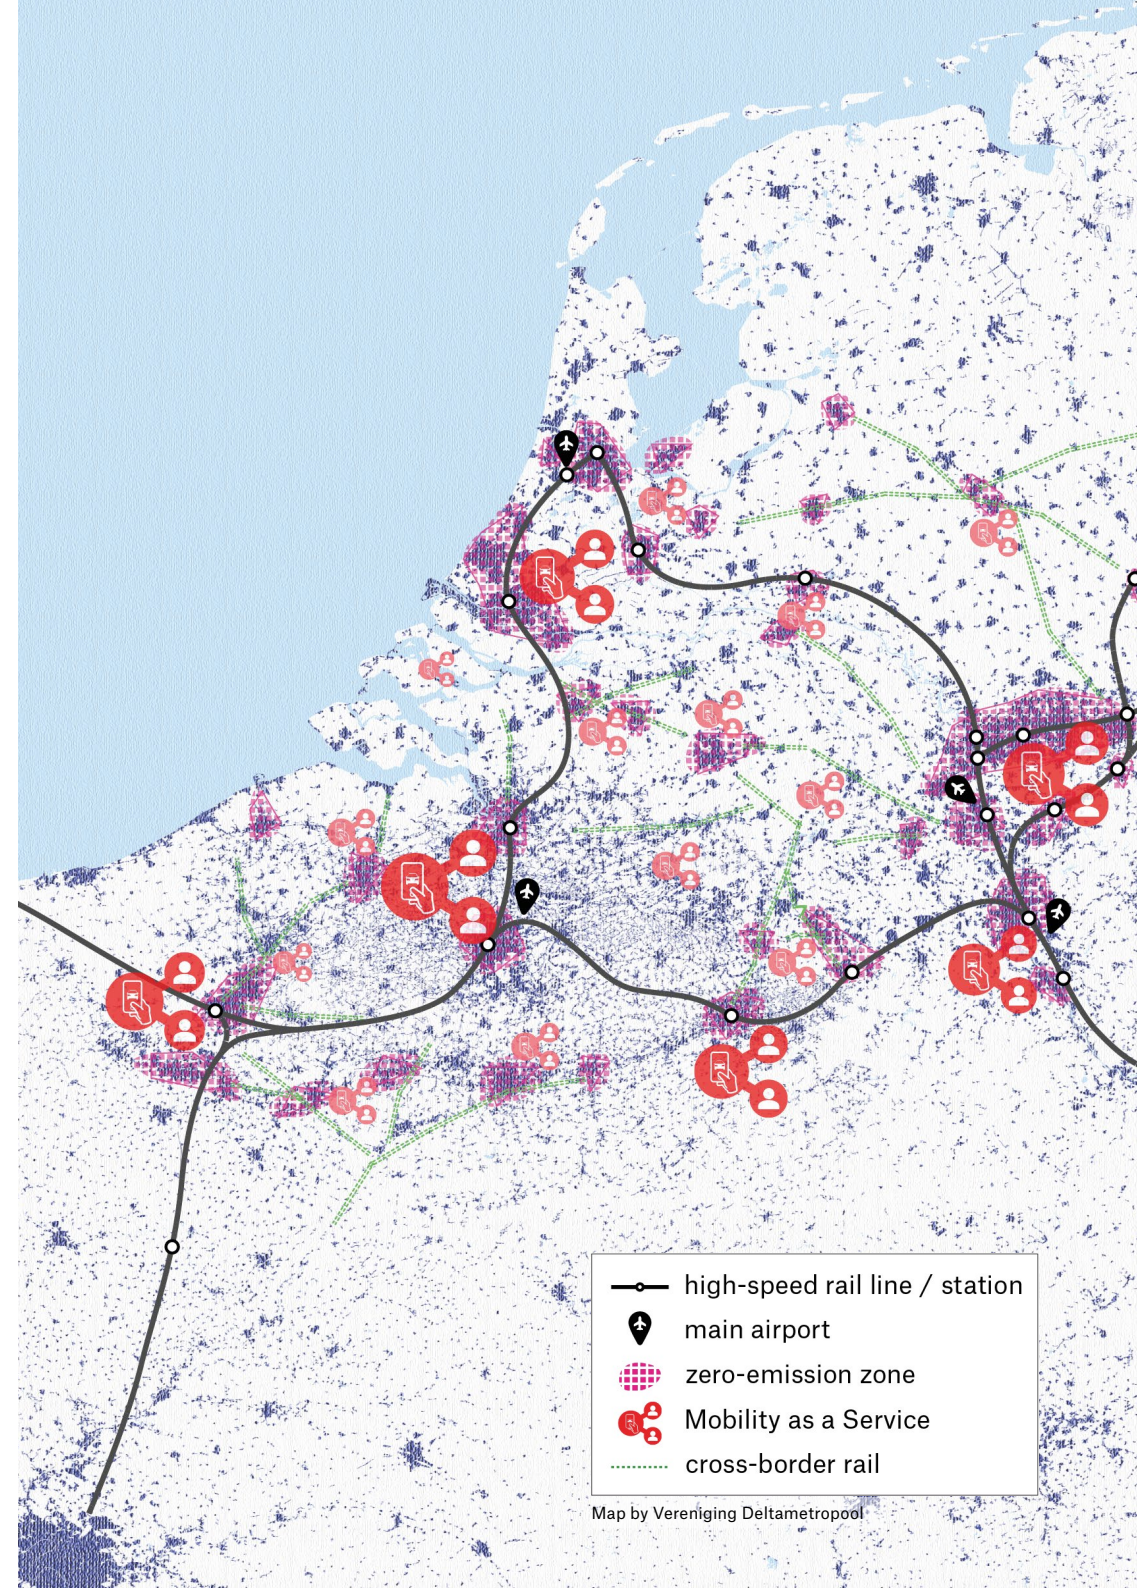 high-speed rail line / station
main airport
zero-emission zone
Mobility as a Service
cross-border rail
Map by Vereniging Deltametropool